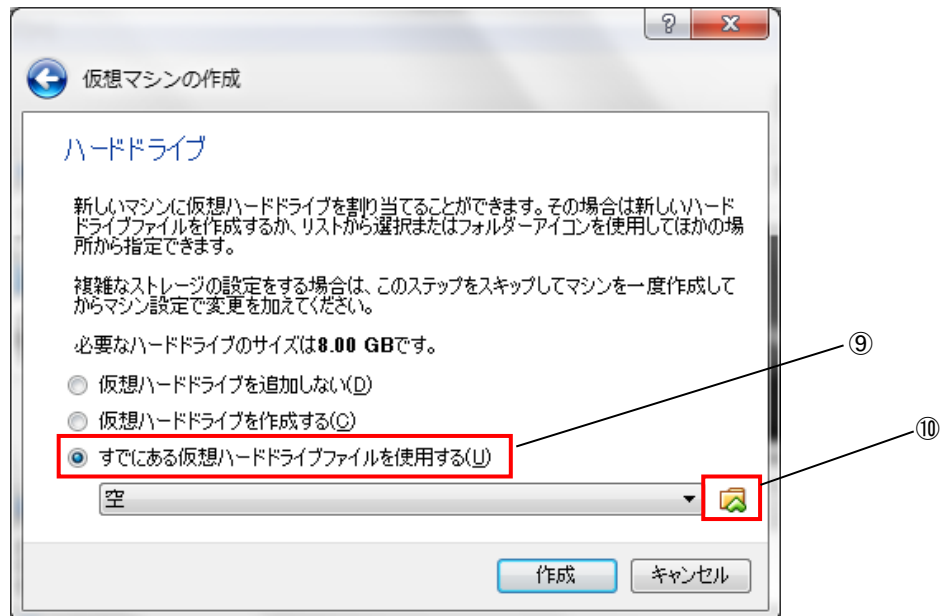 ?
X
仮想マシンの作成
ハードドライブ
新しいマシンに仮想ハードドライブを割り当てることができます。その場合は新しいハード
ドライブファイルを作成するか、リストから選択またはフォルダーアイコンを使用してほかの場
所から指定できます。
複雑なストレージの設定をする場合は、このステップをスキップしてマシンを一度作成して
からマシン設定で変更を加えてください。
必要なハードドライブのサイズは8.00 GBです。
⑨
仮想ハードドライブを追加しない(D)
仮想ハードドライブを作成する(C)
⑩
すでにある仮想ハードドライブファイルを使用する(U)
空
作成 キャンセル